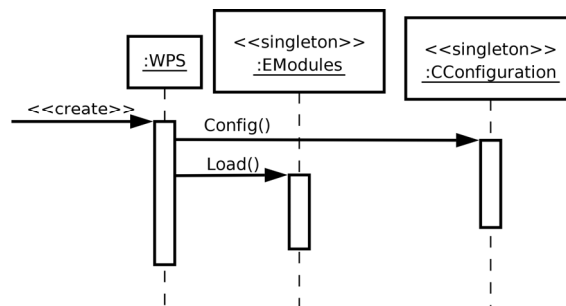 :WPS
<<singleton>>
:EModules
<<singleton>>
:CConfiguration
<<create>>
Config()
Load()